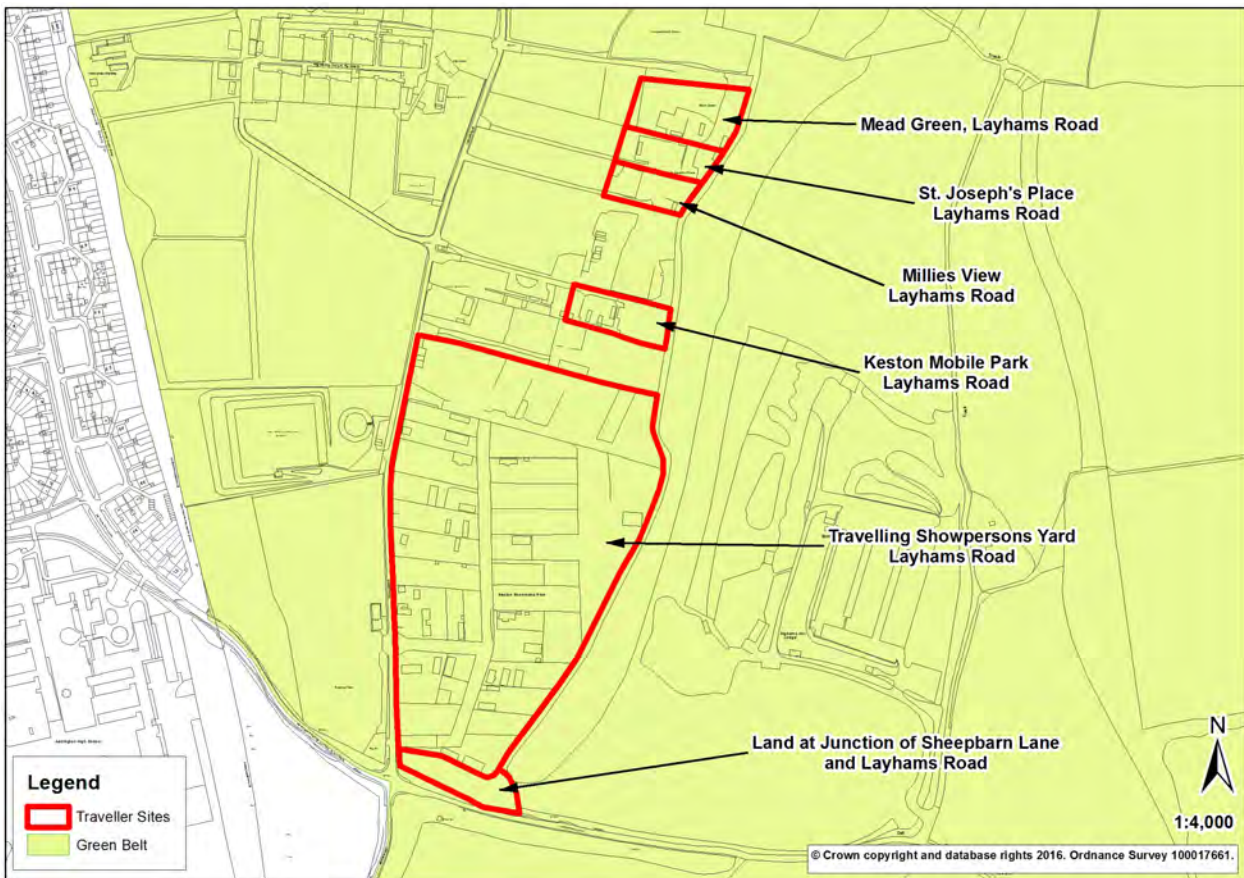 Mead Green, Layhams Road
St. Joseph's Place
Layhams Road
Millies View
Layhams Road
Keston Mobile Park
Layhams Road
Travelling Showpersons Yard
Layhams Road
Land at Junction of Sheepbarn Lane
and Layhams Road
N
1:4,000
Legend
Traveller Sites
Green Belt
© Crown copyright and database rights 2016. Ordnance Survey 100017661.